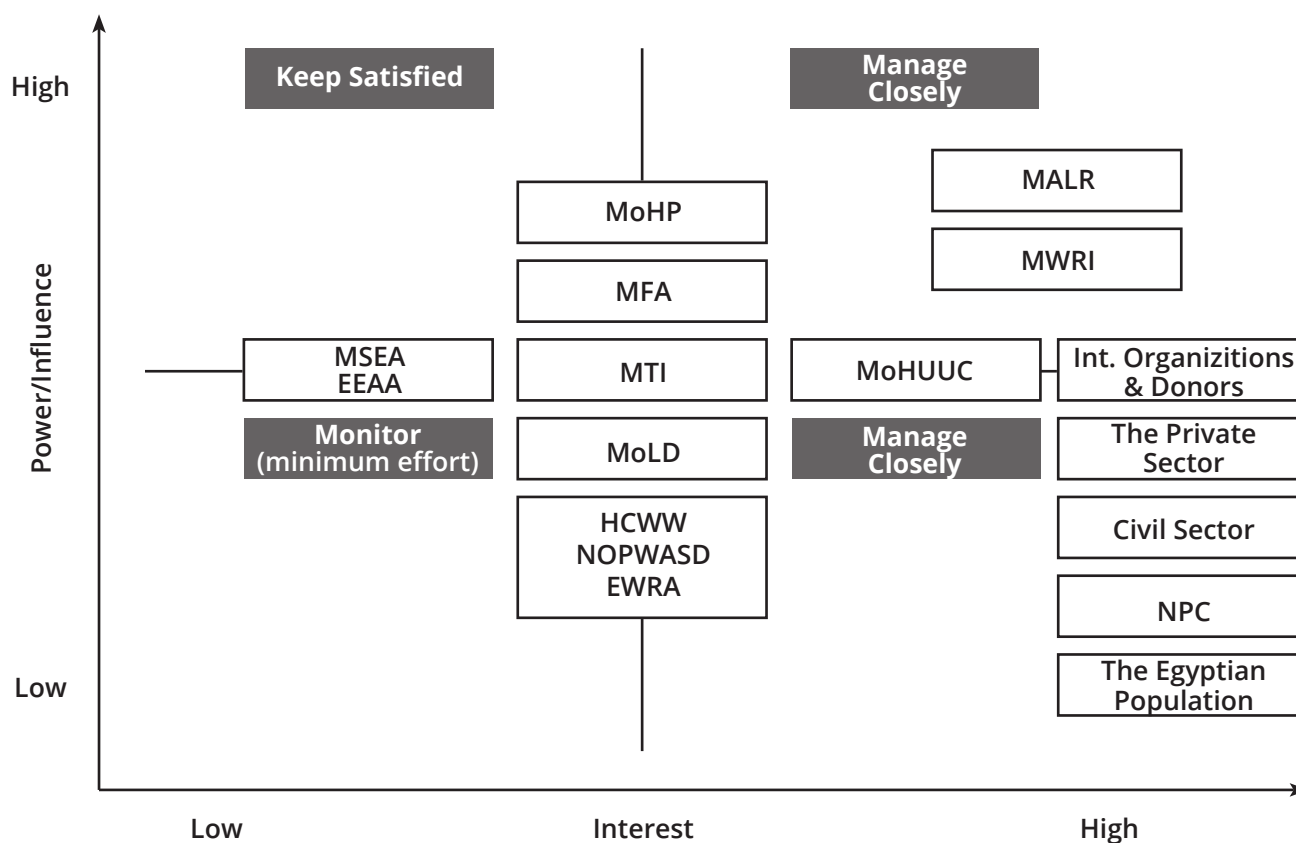 High
Keep Satisfied
Manage
Closely
MALR
MoHP
MWRI
MFA
Power/Influence
MSEA
EEAA
MTI
MoHUUC
Int. Organizitions
& Donors
Monitor
(minimum effort)
MoLD
Manage
Closely
The Private
Sector
HCWW
NOPWASD
EWRA
Civil Sector
NPC
Low
The Egyptian
Population
Low
Interest
High